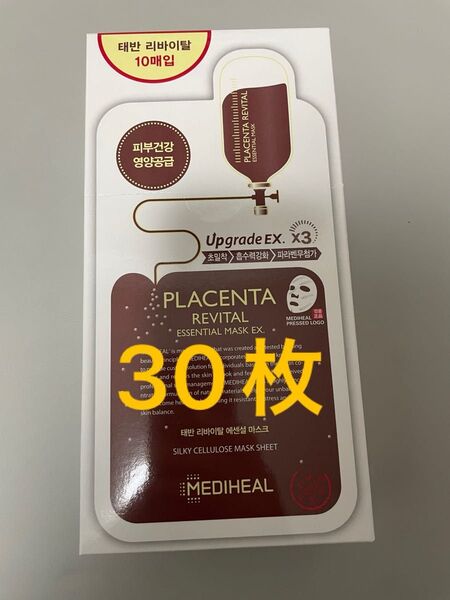 태반 리바이탈
10매입
피부건강
영양공급
PLACENTA REVITAL
ESSENTIAL MASK
Upgrade EX. x3
초밀착 흡수력강화 파라벤무첨가
PLACENTA
REVITAL
ESSENTIAL MASK EX.
MEDIHEAL
PRESSED LOGO
30枚
skin balance.
태반 리바이탈 에센셜 마스크
SILKY CELLULOSE MASK SHEET
MEDIHEAL